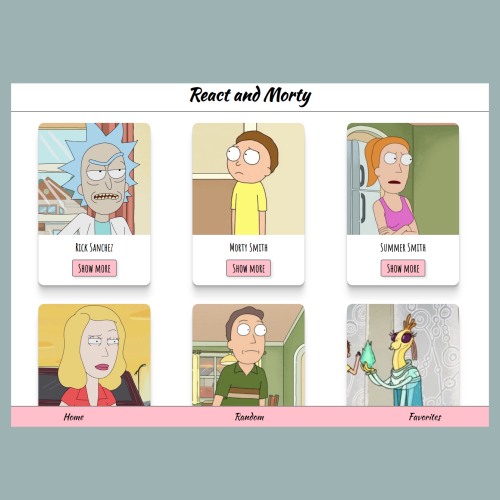 React and Morty
Rick Sanchez
Morty Smith
Summer Smith
Show more
Show more
Show more
Home
Random
Favorites